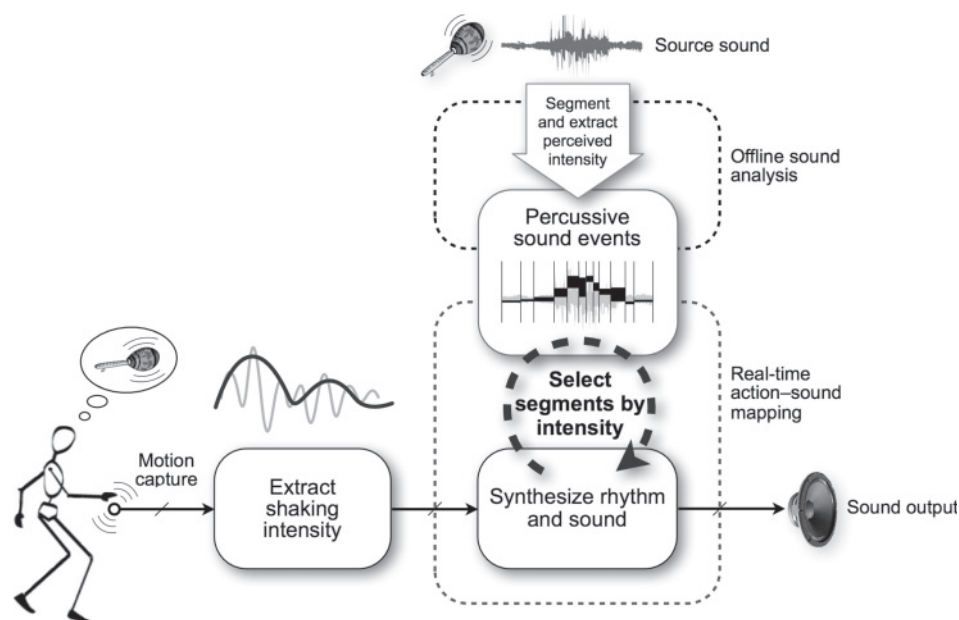 Source sound
Segment
and extract
perceived
intensity
Offline sound
analysis
Percussive
sound events
Real-time
action–sound
mapping
Select
segments by
intensity
Motion
capture
Extract
shaking
intensity
Synthesize rhythm
and sound
Sound output